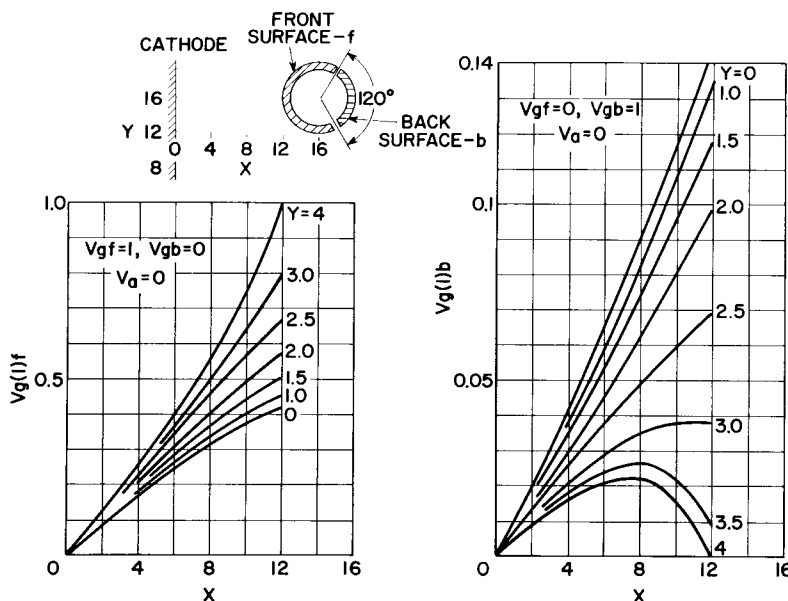 FRONT
SURFACE-f
CATHODE
120°
BACK
SURFACE-b
16
Y 12
8
0 4 8 12 16
X
1.0
0.5
0
Vg(1)f
Vgf=1, Vgb=0
Va=0
Y=4
3.0
2.5
2.0
1.5
1.0
0
0 4 8 12 16
X
0.14
0.1
0.05
0
Vg(1)b
Vgf=0, Vgb=1
Va=0
Y=0
1.0
1.5
2.0
2.5
3.0
3.5
4
0 4 8 12 16
X